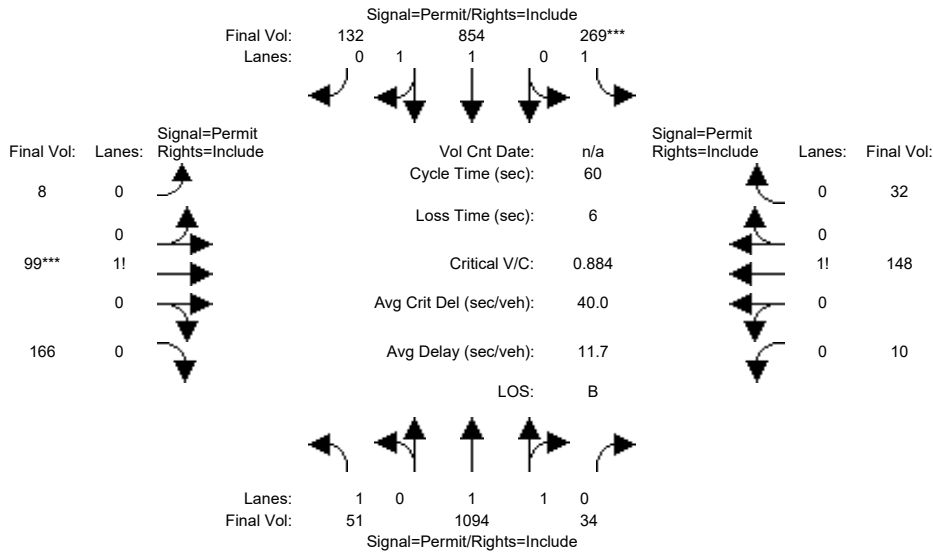 Signal=Permit/Rights=Include
Final Vol: 132 854 269***
Lanes: 0 1 1 0 1
Signal=Permit Signal=Permit
Final Vol: Lanes: Rights=Include Vol Cnt Date: n/a Rights=Include Lanes: Final Vol:
Cycle Time (sec): 60
8 0 0 32
Loss Time (sec): 6
0 0
99*** 1! Critical V/C: 0.884 1! 148
0 Avg Crit Del (sec/veh): 40.0 0
166 0 Avg Delay (sec/veh): 11.7 0 10
LOS: B
Lanes: 1 0 1 1 0
Final Vol: 51 1094 34
Signal=Permit/Rights=Include